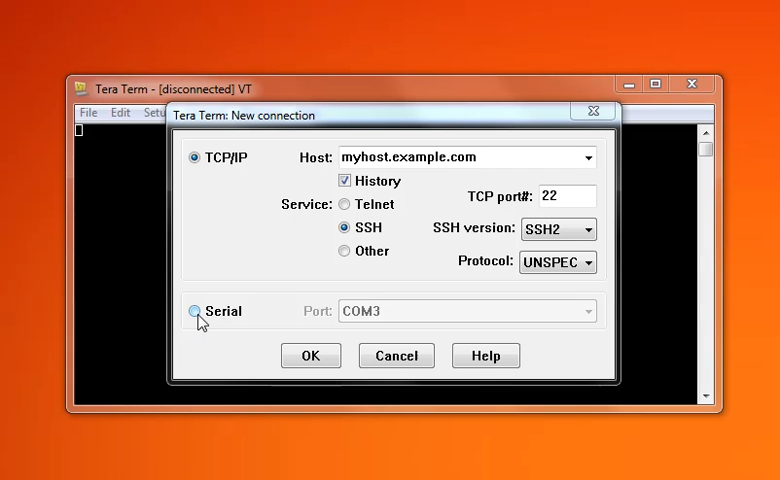 Tera Term - [disconnected] VT
File Edit Setu
Tera Term: New connection
TCP/IP Host: myhost.example.com
History
Service: Telnet TCP port#: 22
SSH SSH version: SSH2
Other Protocol: UNSPEC
Serial Port: COM3
OK Cancel Help